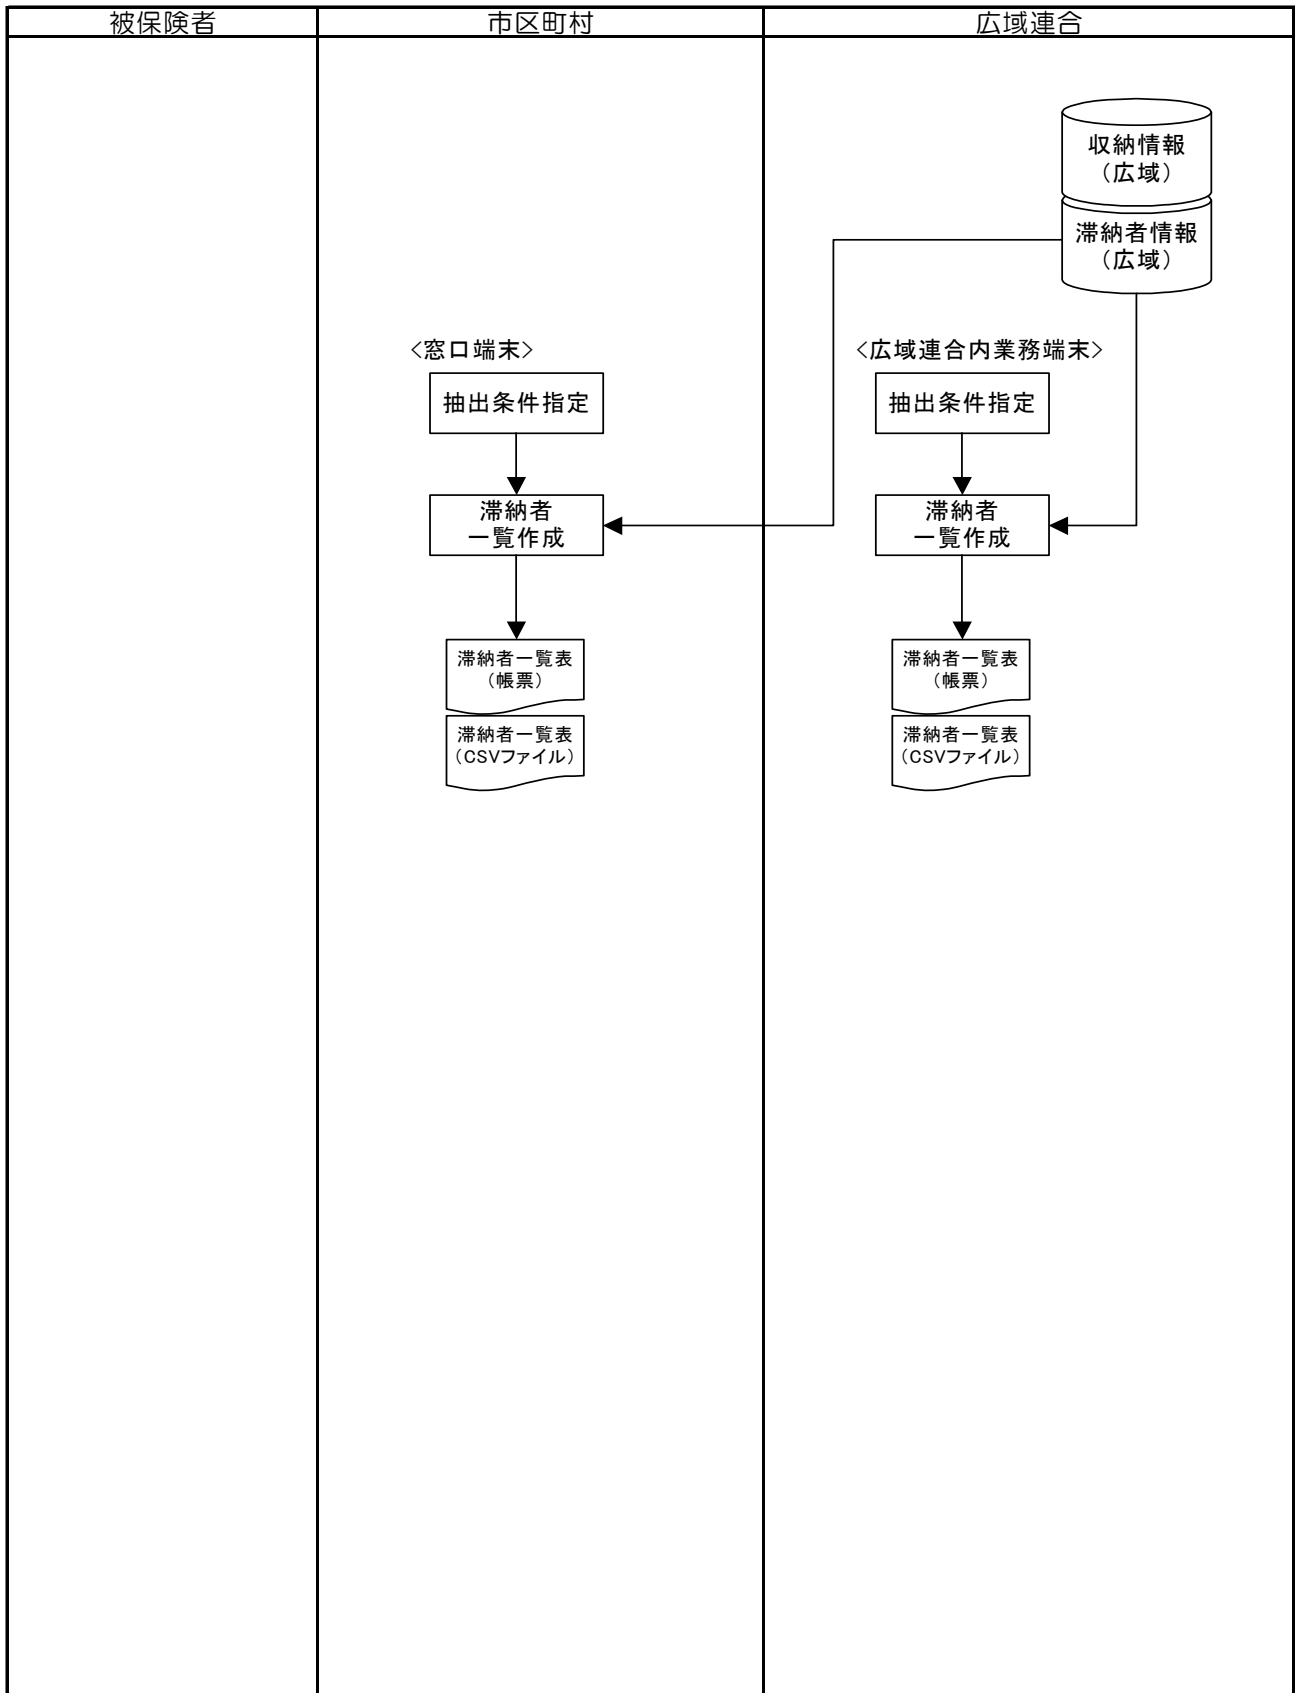 被保険者
市区町村
広域連合
収納情報
（広域）
滞納者情報
（広域）
<窓口端末>
<広域連合内業務端末>
抽出条件指定
抽出条件指定
滞納者
一覧作成
滞納者
一覧作成
滞納者一覧表
（帳票）
滞納者一覧表
（CSVファイル）
滞納者一覧表
（帳票）
滞納者一覧表
（CSVファイル）